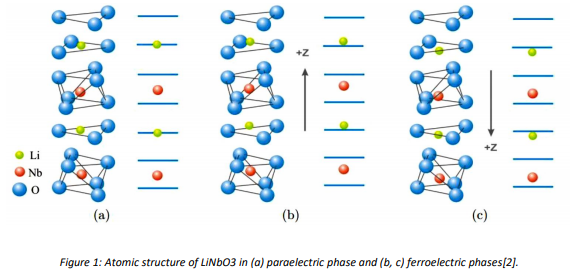 +Z
+Z
Li
Nb
O
(a)
(b)
(c)
Figure 1: Atomic structure of LiNbO3 in (a) paraelectric phase and (b, c) ferroelectric phases[2].